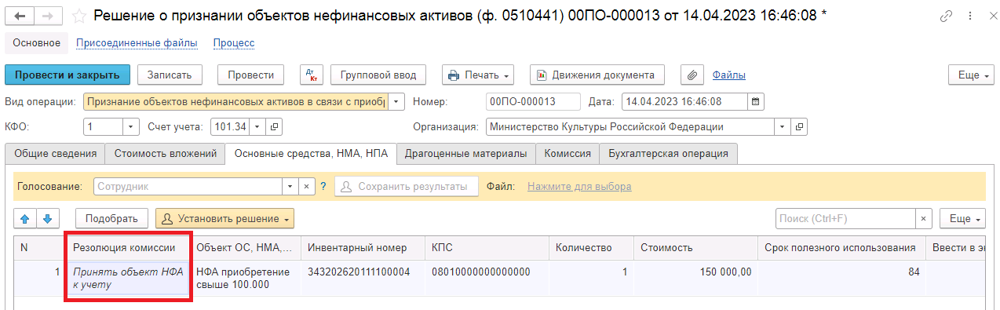 Решение о признании объектов нефинансовых активов (ф. 0510441) 00ПО-000013 от 14.04.2023 16:46:08 *
Основное Присоединенные файлы Процесс
Провести и закрыть Записать Провести Дт Кт Групповой ввод Печать Движения документа Файлы Еще
Вид операции: Признание объектов нефинансовых активов в связи с приобр Номер: 00ПО-000013 Дата: 14.04.2023 16:46:08
КФО: 1 Счет учета: 101.34 Организация: Министерство Культуры Российской Федерации
Общие сведения Стоимость вложений Основные средства, НМА, НПА Драгоценные материалы Комиссия Бухгалтерская операция
Голосование: Сотрудник ? Сохранить результаты Файл: Нажмите для выбора
Подобрать Установить решение Поиск (Ctrl+F) × Еще
N Резолюция комиссии Объект ОС, НМА,... Инвентарный номер КПС Количество Стоимость Срок полезного использования Ввести в эк
1 Принять объект НФА НФА приобретение 343202620111100004 08010000000000000 1 150 000,00 84
к учету свыше 100.000